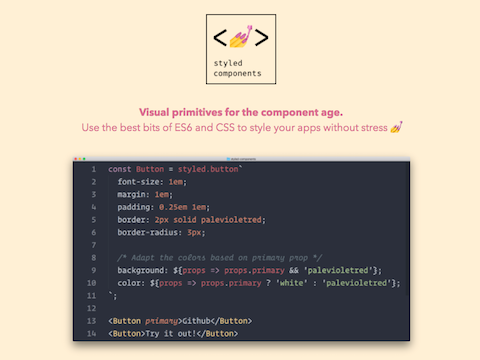 styled
components
Visual primitives for the component age.
Use the best bits of ES6 and CSS to style your apps without stress 💅
1 const Button = styled.button`
2 font-size: 1em;
3 margin: 1em;
4 padding: 0.25em 1em;
5 border: 2px solid palevioletred;
6 border-radius: 3px;
7
8 /* Adapt the colors based on primary prop */
9 background: ${props => props.primary && 'palevioletred'};
10 color: ${props => props.primary ? 'white' : 'palevioletred'};
11 `;
12
13 <Button primary>Github</Button>
14 <Button>Try it out!</Button>